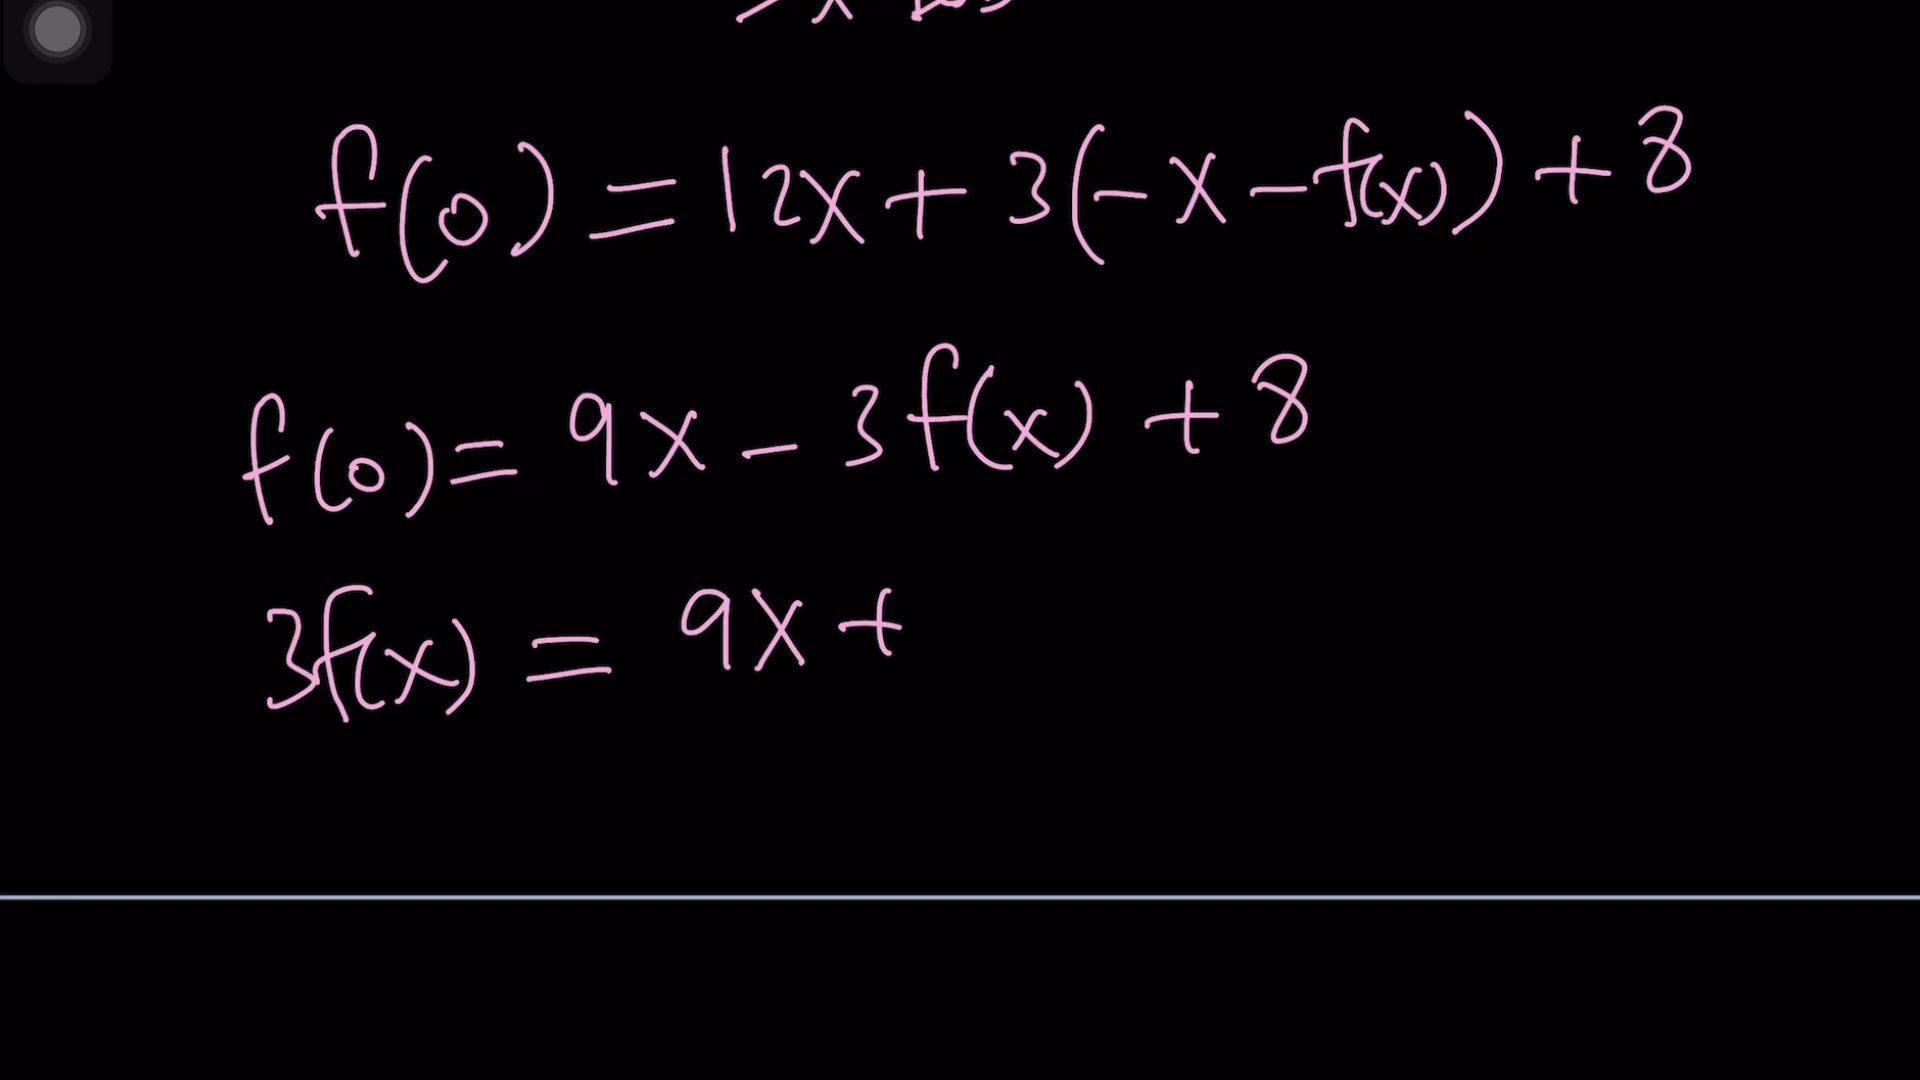 f(0) = 12x + 3(-x - f(x)) + 8
f(0) = 9x - 3f(x) + 8
3f(x) = 9x +